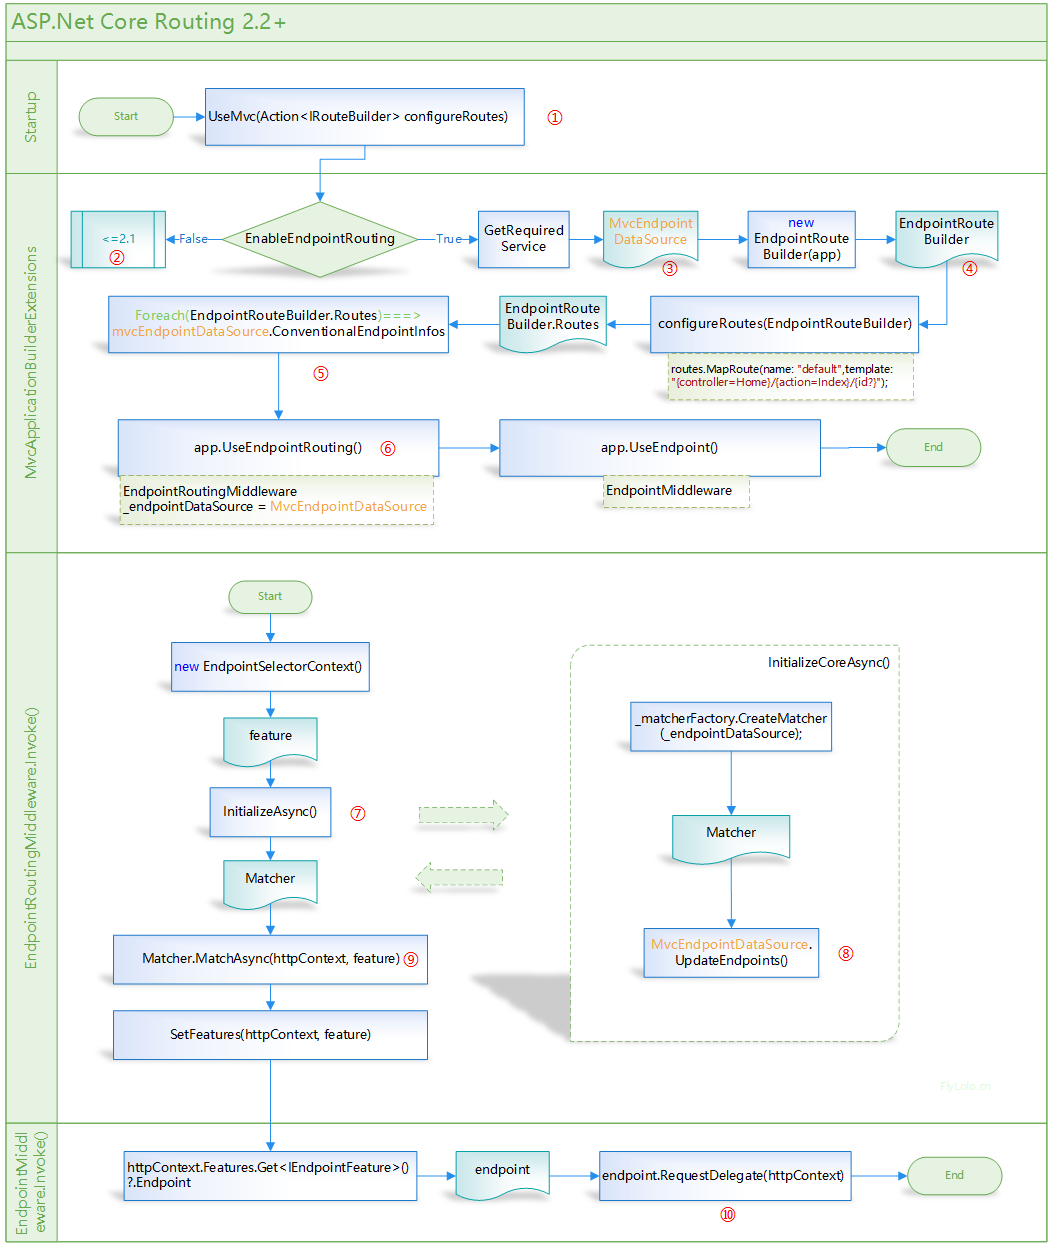 ASP.Net Core Routing 2.2+
Startup
Start
UseMvc(Action<IRouteBuilder> configureRoutes)
①
MvcApplicationBuilderExtensions
<=2.1
②
False
EnableEndpointRouting
True
GetRequired
Service
MvcEndpoint
DataSource
③
new
EndpointRoute
Builder(app)
EndpointRoute
Builder
④
Foreach(EndpointRouteBuilder.Routes)===>
mvcEndpointDataSource.ConventionalEndpointInfos
⑤
EndpointRoute
Builder.Routes
configureRoutes(EndpointRouteBuilder)
routes.MapRoute(name: "default",template:
"{controller=Home}/{action=Index}/{id?}");
app.UseEndpointRouting()
⑥
EndpointRoutingMiddleware
_endpointDataSource = MvcEndpointDataSource
app.UseEndpoint()
EndpointMiddleware
End
EndpointRoutingMiddleware.Invoke()
Start
new EndpointSelectorContext()
feature
InitializeAsync()
⑦
Matcher
Matcher.MatchAsync(httpContext, feature)
⑨
SetFeatures(httpContext, feature)
InitializeCoreAsync()
_matcherFactory.CreateMatcher
(_endpointDataSource);
Matcher
MvcEndpointDataSource.
UpdateEndpoints()
⑧
FlyLolo.cn
EndpointMiddl
eware.Invoke()
httpContext.Features.Get<IEndpointFeature>()
?.Endpoint
endpoint
endpoint.RequestDelegate(httpContext)
⑩
End